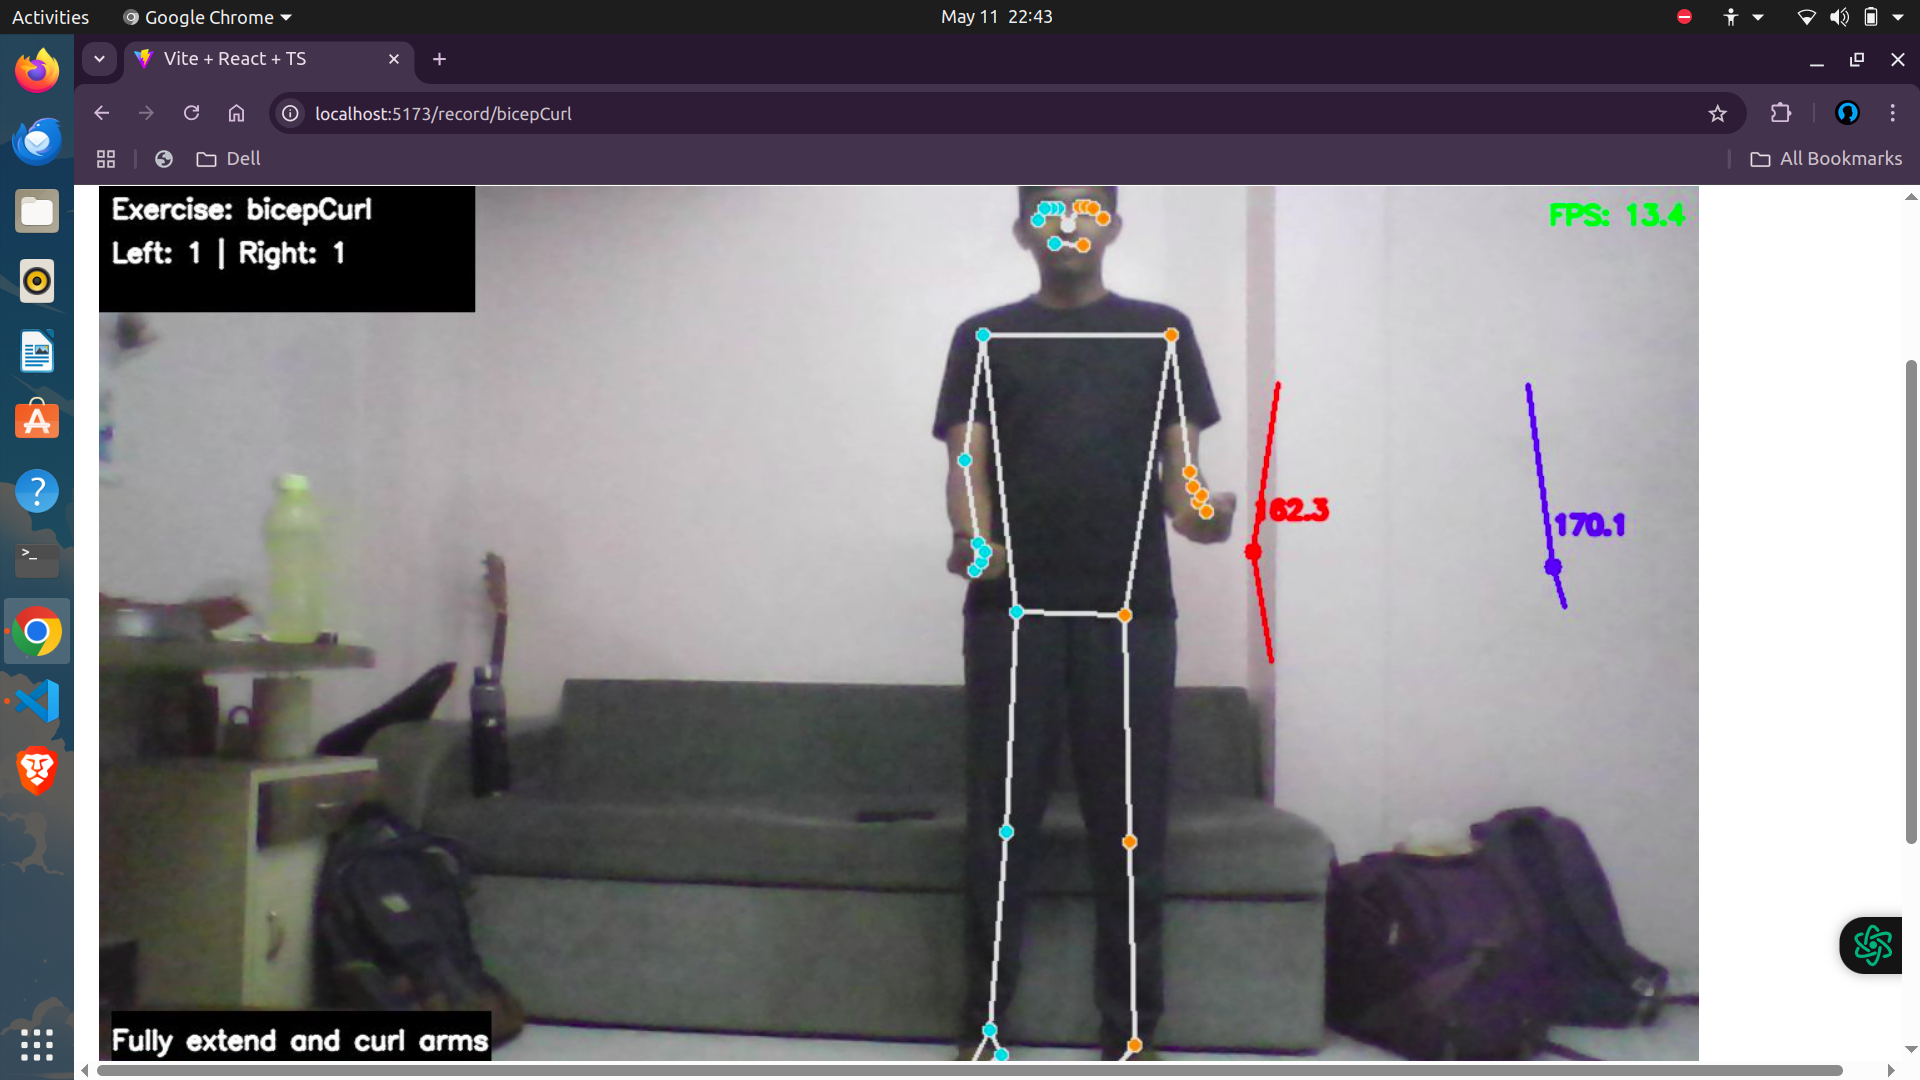 Activities
Google Chrome
May 11 22:43
Vite + React + TS
localhost:5173/record/bicepCurl
Dell
All Bookmarks
Exercise: bicepCurl
Left: 1 | Right: 1
FPS: 13.4
162.3
170.1
Fully extend and curl arms